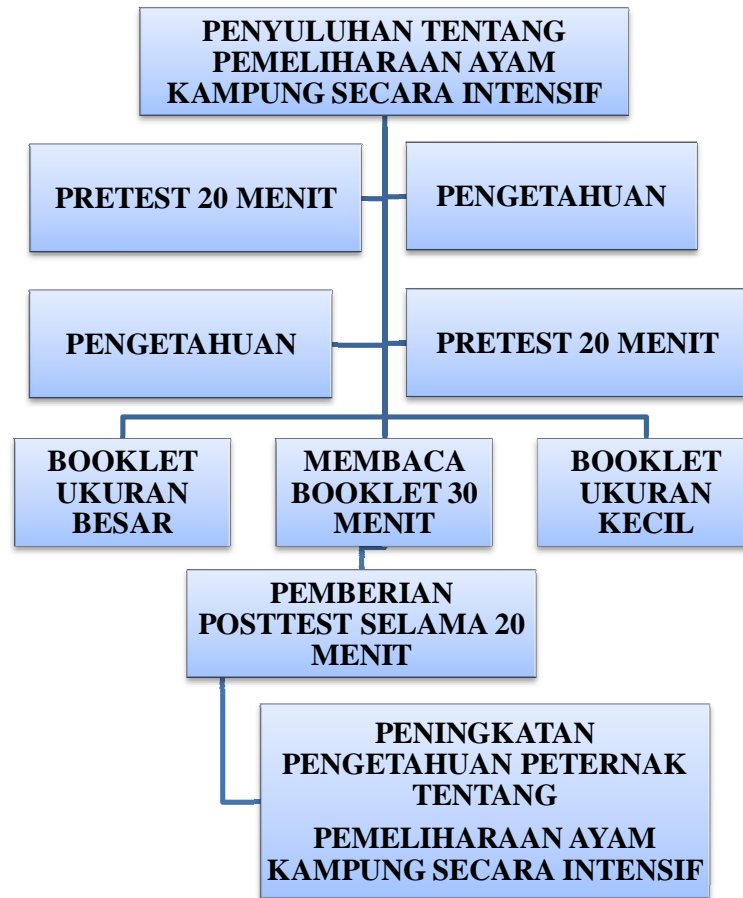 PENYULUHAN TENTANG
PEMELIHARAAN AYAM
KAMPUNG SECARA INTENSIF
PRETEST 20 MENIT
PENGETAHUAN
PENGETAHUAN
PRETEST 20 MENIT
BOOKLET
UKURAN
BESAR
MEMBACA
BOOKLET 30
MENIT
BOOKLET
UKURAN
KECIL
PEMBERIAN
POSTTEST SELAMA 20
MENIT
PENINGKATAN
PENGETAHUAN PETERNAK
TENTANG
PEMELIHARAAN AYAM
KAMPUNG SECARA INTENSIF